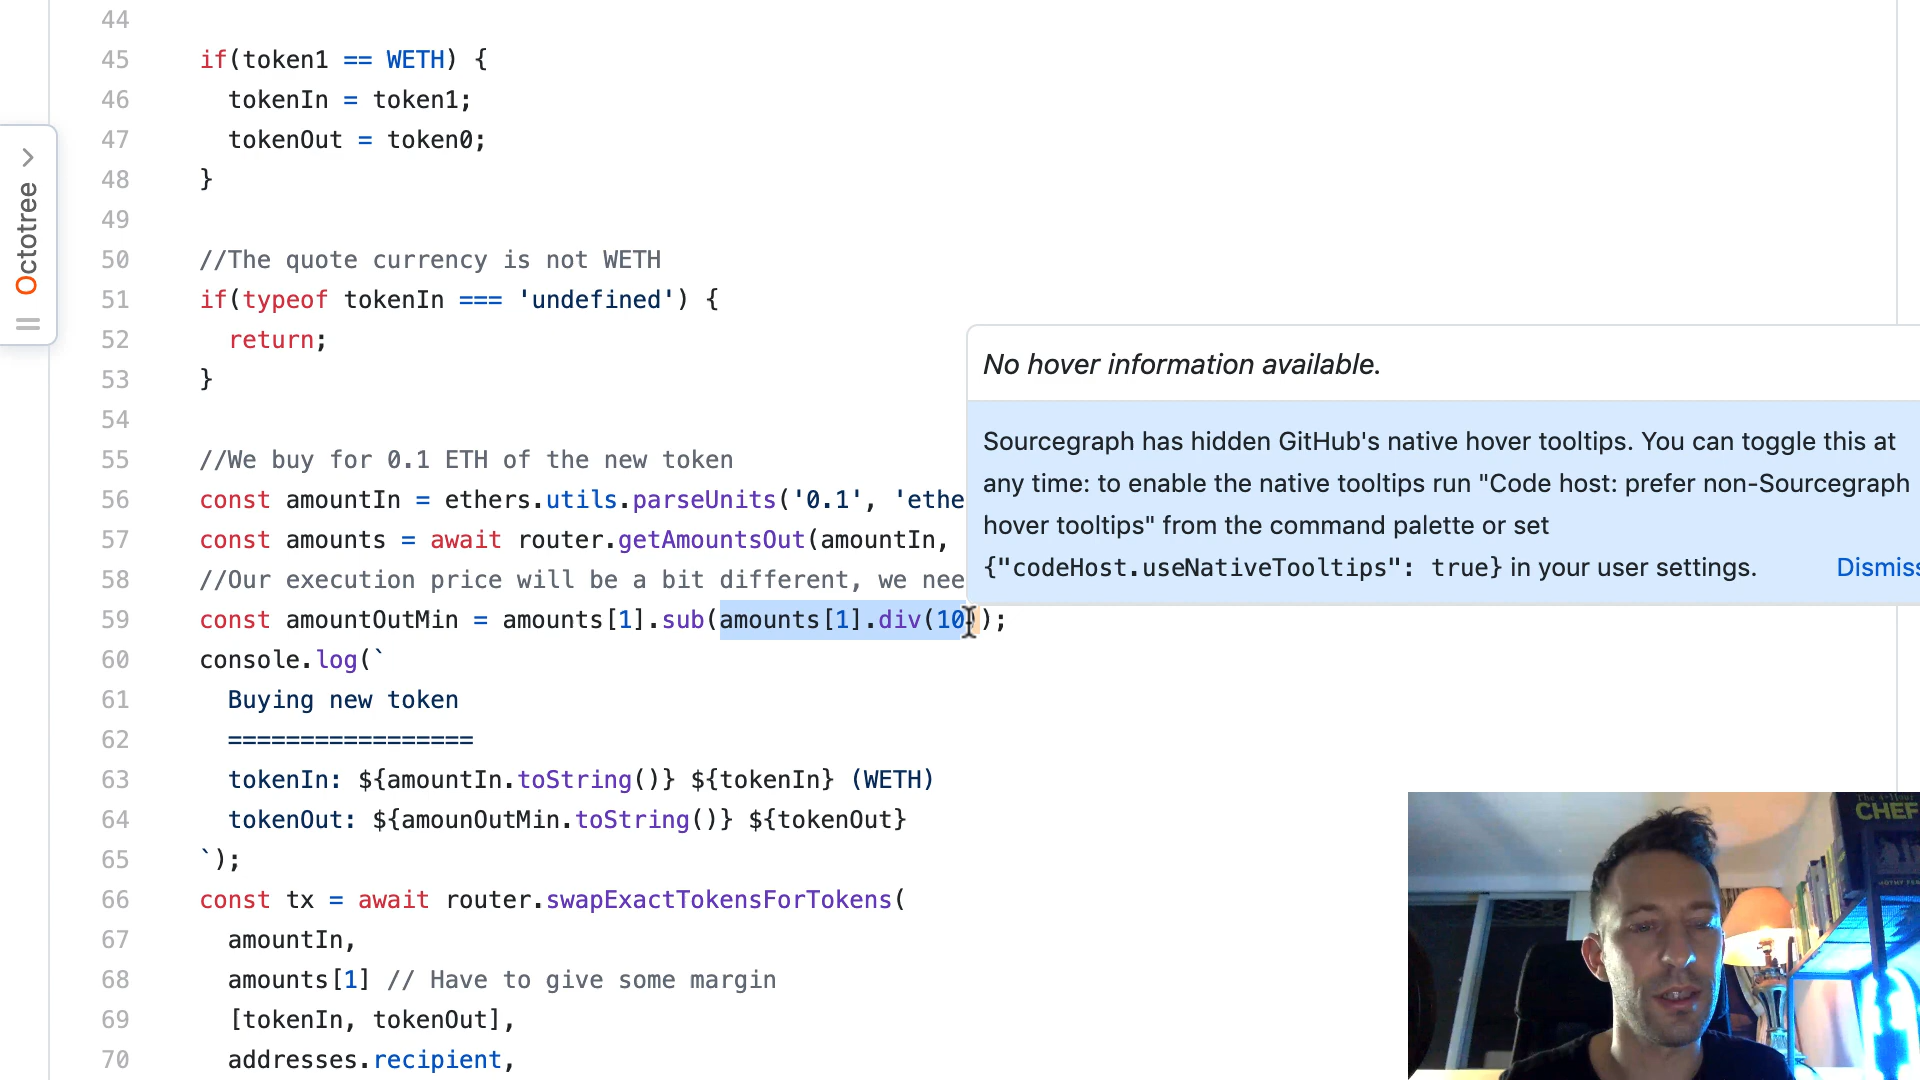 44
45 if(token1 == WETH) {
46 tokenIn = token1;
47 tokenOut = token0;
48 }
49
50 //The quote currency is not WETH
51 if(typeof tokenIn === 'undefined') {
52 return;
53 }
54
55 //We buy for 0.1 ETH of the new token
56 const amountIn = ethers.utils.parseUnits('0.1', 'ethe
57 const amounts = await router.getAmountsOut(amountIn,
58 //Our execution price will be a bit different, we nee
59 const amountOutMin = amounts[1].sub(amounts[1].div(10));
60 console.log(`
61 Buying new token
62 =================
63 tokenIn: ${amountIn.toString()} ${tokenIn} (WETH)
64 tokenOut: ${amounOutMin.toString()} ${tokenOut}
65 `);
66 const tx = await router.swapExactTokensForTokens(
67 amountIn,
68 amounts[1] // Have to give some margin
69 [tokenIn, tokenOut],
70 addresses.recipient,
Octotree
No hover information available.
Sourcegraph has hidden GitHub's native hover tooltips. You can toggle this at
any time: to enable the native tooltips run "Code host: prefer non-Sourcegraph
hover tooltips" from the command palette or set
{"codeHost.useNativeTooltips": true} in your user settings. Dismiss
CHEF